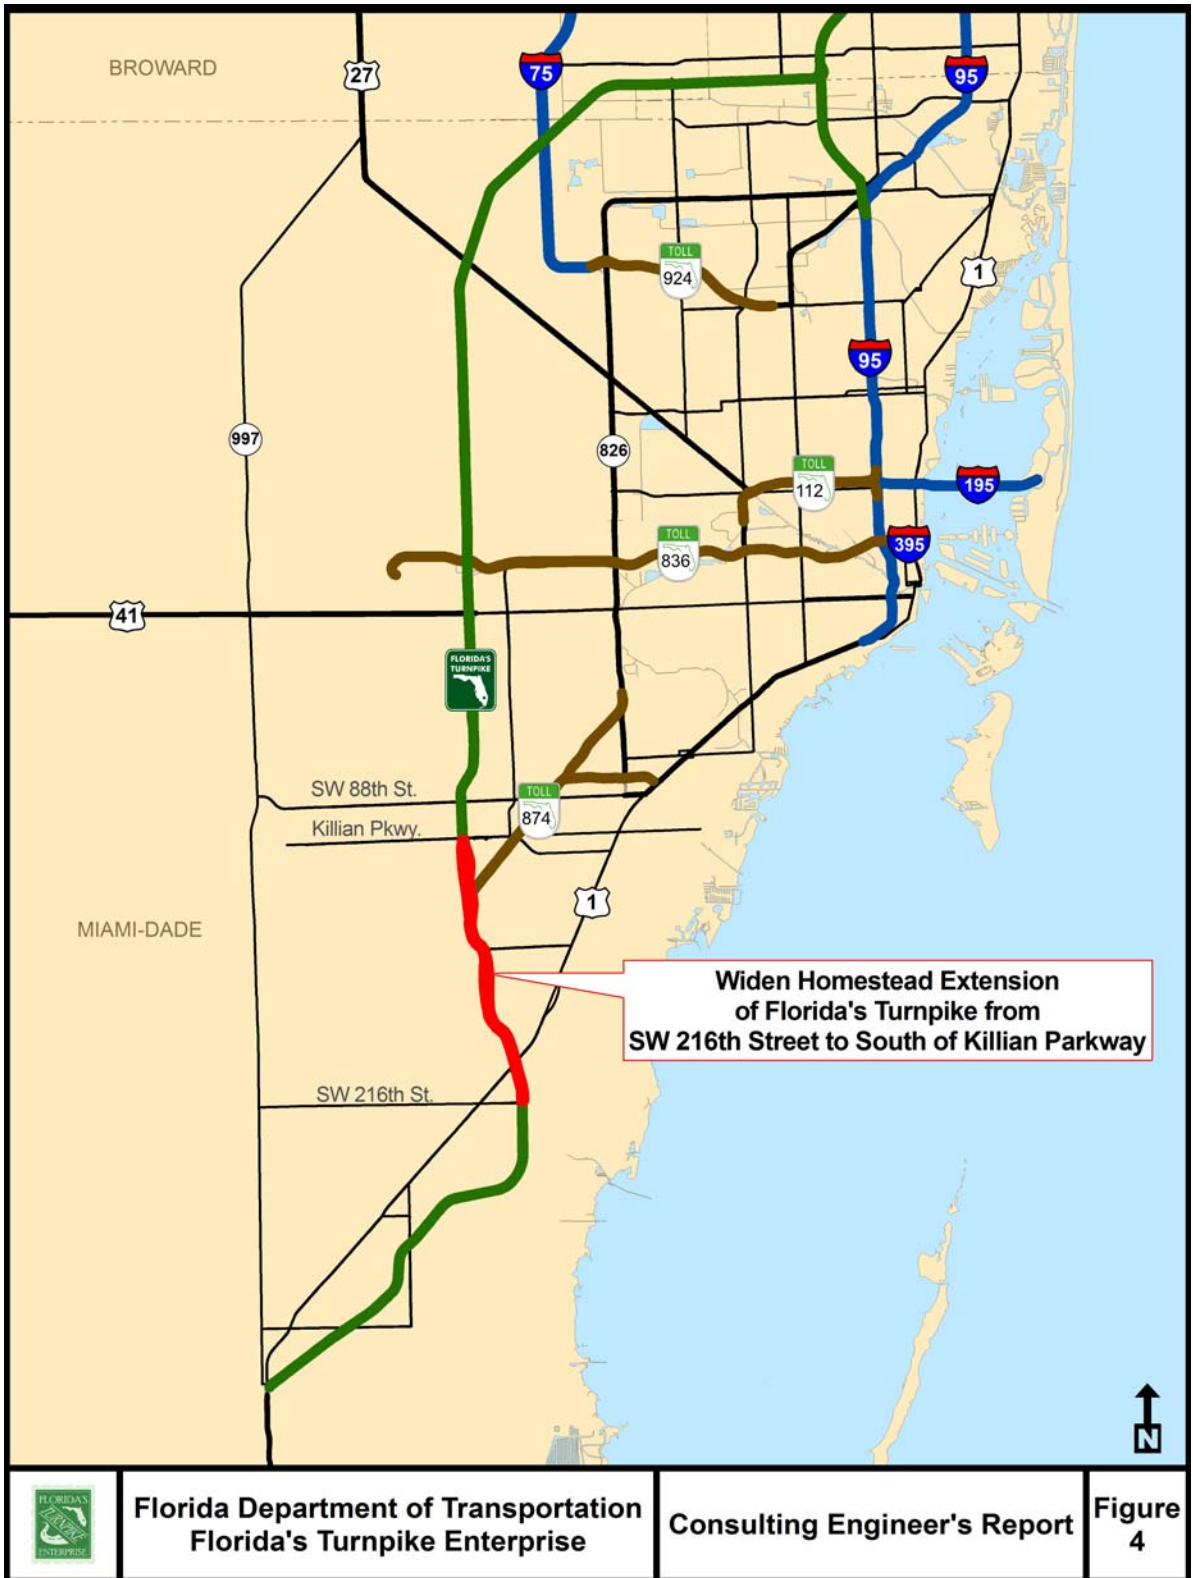 BROWARD
27
75
95
TOLL
924
1
95
997
826
TOLL
112
195
TOLL
836
395
41
FLORIDA'S
TURNPIKE
SW 88th St.
TOLL
874
Killian Pkwy.
1
MIAMI-DADE
Widen Homestead Extension
of Florida's Turnpike from
SW 216th Street to South of Killian Parkway
SW 216th St.
N
FLORIDA'S
TURNPIKE
ENTERPRISE
Florida Department of Transportation
Florida's Turnpike Enterprise
Consulting Engineer's Report
Figure
4